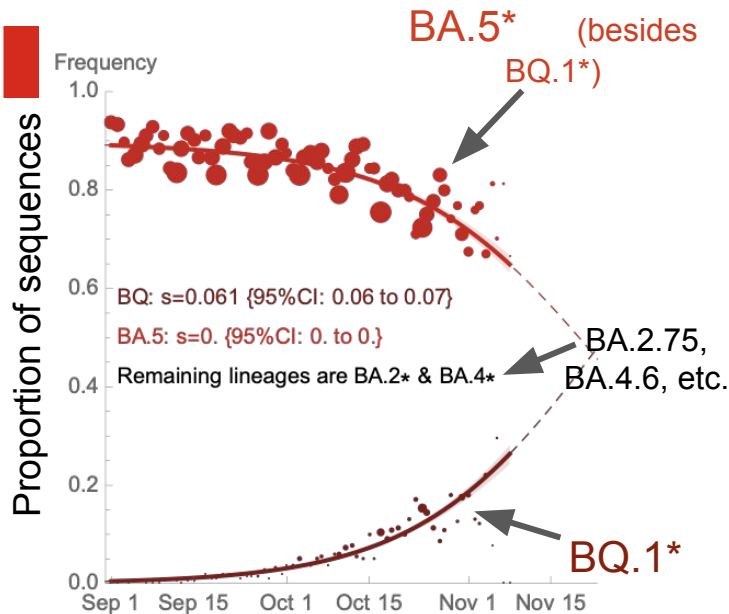 BA.5* (besides
BQ.1*)
Frequency
1.0
0.8
0.6
0.4
0.2
0.0
Proportion of sequences
BQ: s=0.061 {95%CI: 0.06 to 0.07}
BA.5: s=0. {95%CI: 0. to 0.}
Remaining lineages are BA.2* & BA.4*
BA.2.75,
BA.4.6, etc.
BQ.1*
Sep 1 Sep 15 Oct 1 Oct 15 Nov 1 Nov 15